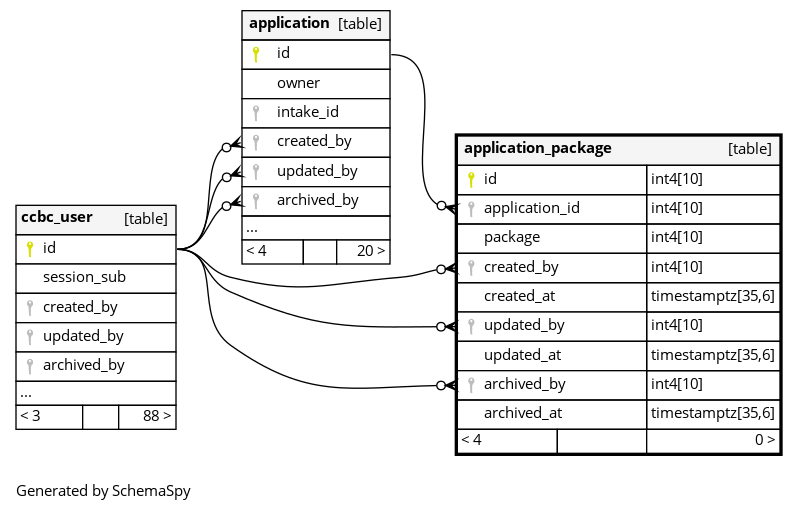 application [table]
id
owner
intake_id
created_by
updated_by
archived_by
...
< 4 20 >
application_package [table]
id int4[10]
application_id int4[10]
package int4[10]
created_by int4[10]
created_at timestamptz[35,6]
updated_by int4[10]
updated_at timestamptz[35,6]
archived_by int4[10]
archived_at timestamptz[35,6]
< 4 0 >
ccbc_user [table]
id
session_sub
created_by
updated_by
archived_by
...
< 3 88 >
Generated by SchemaSpy